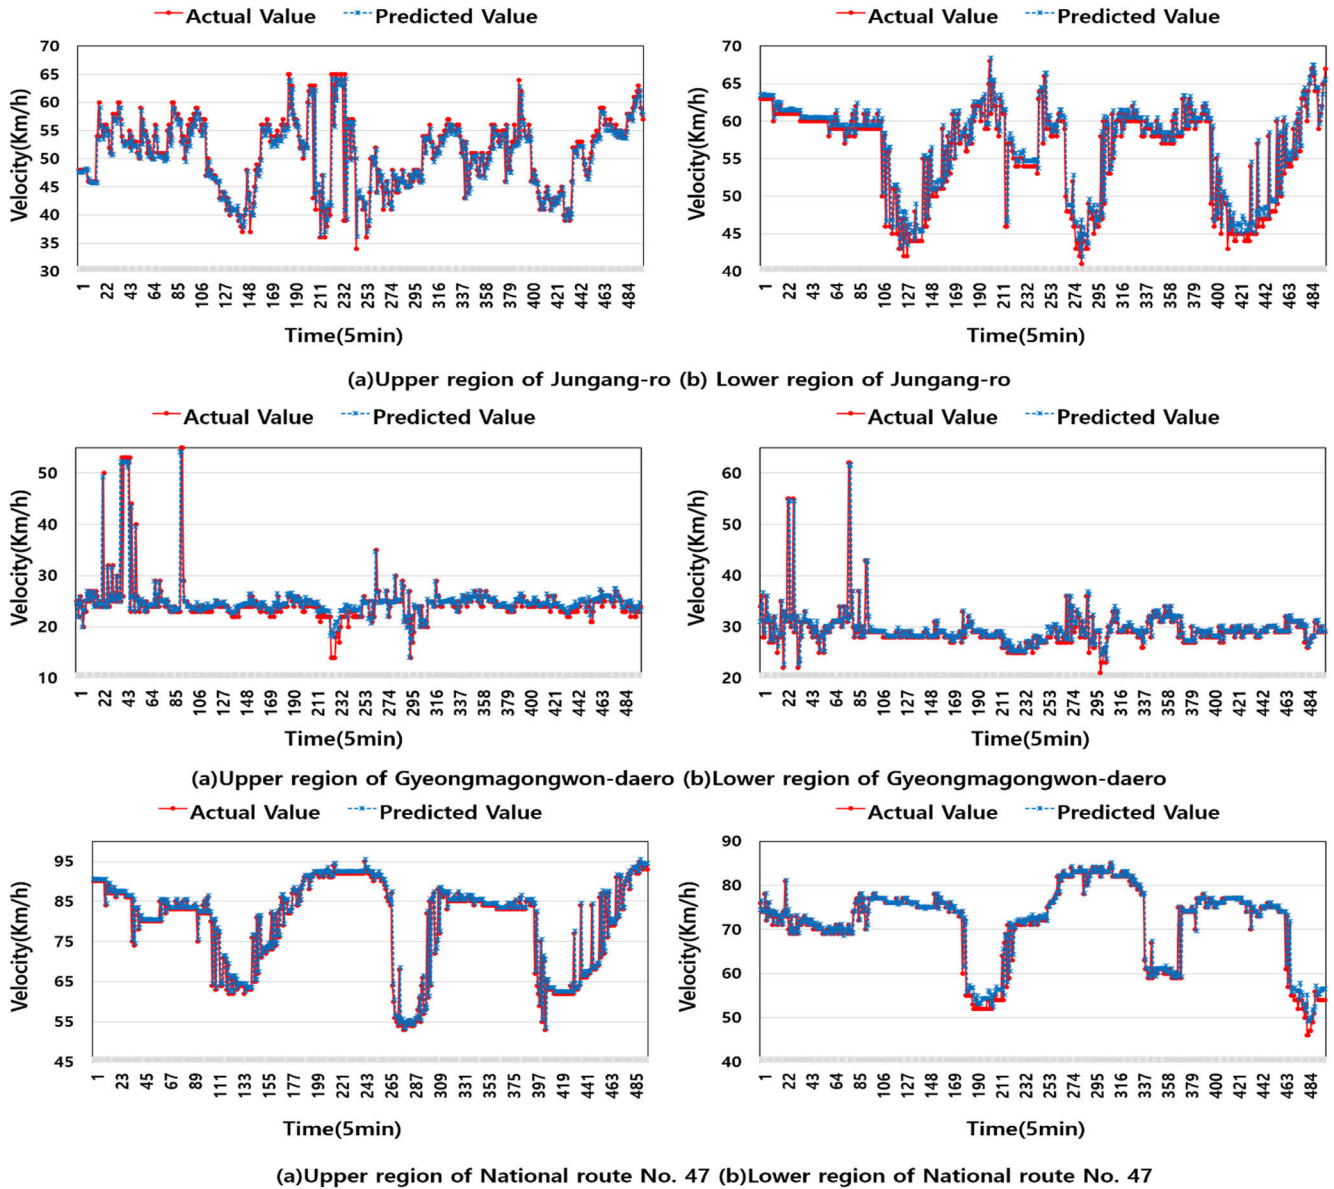 Actual Value Predicted Value Actual Value Predicted Value
Velocity(Km/h)
70
65
60
55
50
45
40
35
30
1 22 43 64 85 106 127 148 169 190 211 232 253 274 295 316 337 358 379 400 421 442 463 484
Time(5min)
Velocity(Km/h)
70
65
60
55
50
45
40
1 22 43 64 85 106 127 148 169 190 211 232 253 274 295 316 337 358 379 400 421 442 463 484
Time(5min)
(a)Upper region of Jungang-ro (b) Lower region of Jungang-ro
Actual Value Predicted Value Actual Value Predicted Value
Velocity(Km/h)
50
40
30
20
10
1 22 43 64 85 106 127 148 169 190 211 232 253 274 295 316 337 358 379 400 421 442 463 484
Time(5min)
Velocity(Km/h)
60
50
40
30
20
1 22 43 64 85 106 127 148 169 190 211 232 253 274 295 316 337 358 379 400 421 442 463 484
Time(5min)
(a)Upper region of Gyeongmagongwon-daero (b)Lower region of Gyeongmagongwon-daero
Actual Value Predicted Value Actual Value Predicted Value
Velocity(Km/h)
95
85
75
65
55
45
1 23 45 67 89 111 133 155 177 199 221 243 265 287 309 331 353 375 397 419 441 463 485
Time(5min)
Velocity(Km/h)
90
80
70
60
50
40
1 22 43 64 85 106 127 148 169 190 211 232 253 274 295 316 337 358 379 400 421 442 463 484
Time(5min)
(a)Upper region of National route No. 47 (b)Lower region of National route No. 47